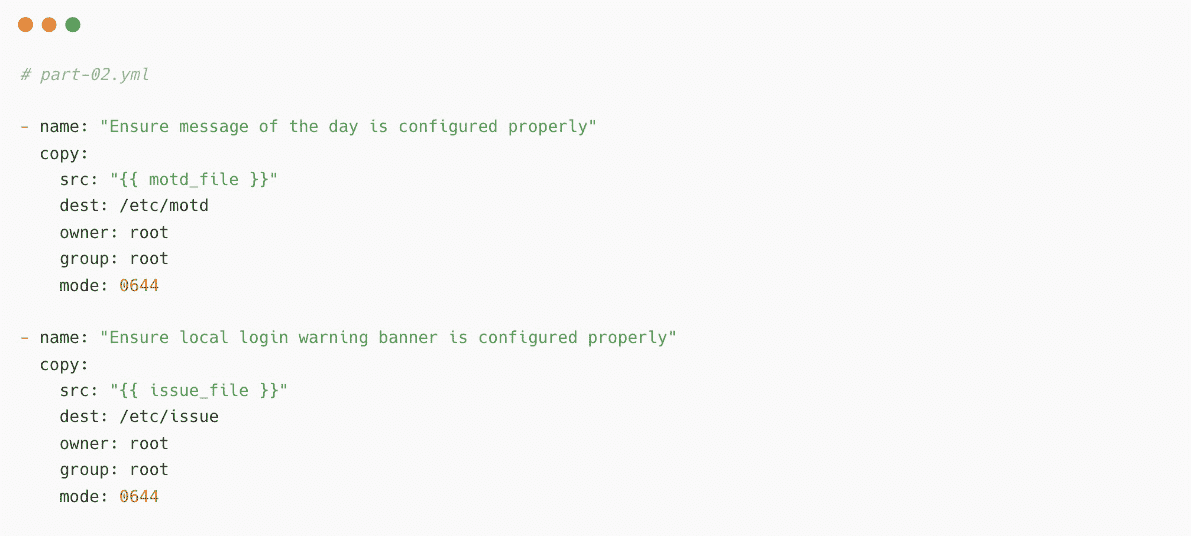 # part-02.yml
- name: "Ensure message of the day is configured properly"
  copy:
    src: "{{ motd_file }}"
    dest: /etc/motd
    owner: root
    group: root
    mode: 0644
- name: "Ensure local login warning banner is configured properly"
  copy:
    src: "{{ issue_file }}"
    dest: /etc/issue
    owner: root
    group: root
    mode: 0644